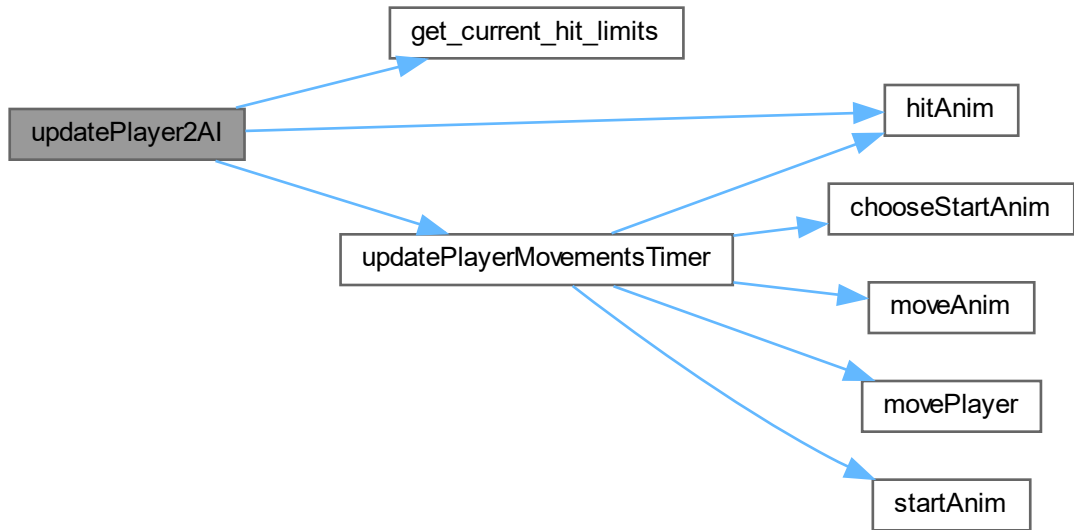 get_current_hit_limits
updatePlayer2AI
hitAnim
chooseStartAnim
updatePlayerMovementsTimer
moveAnim
movePlayer
startAnim